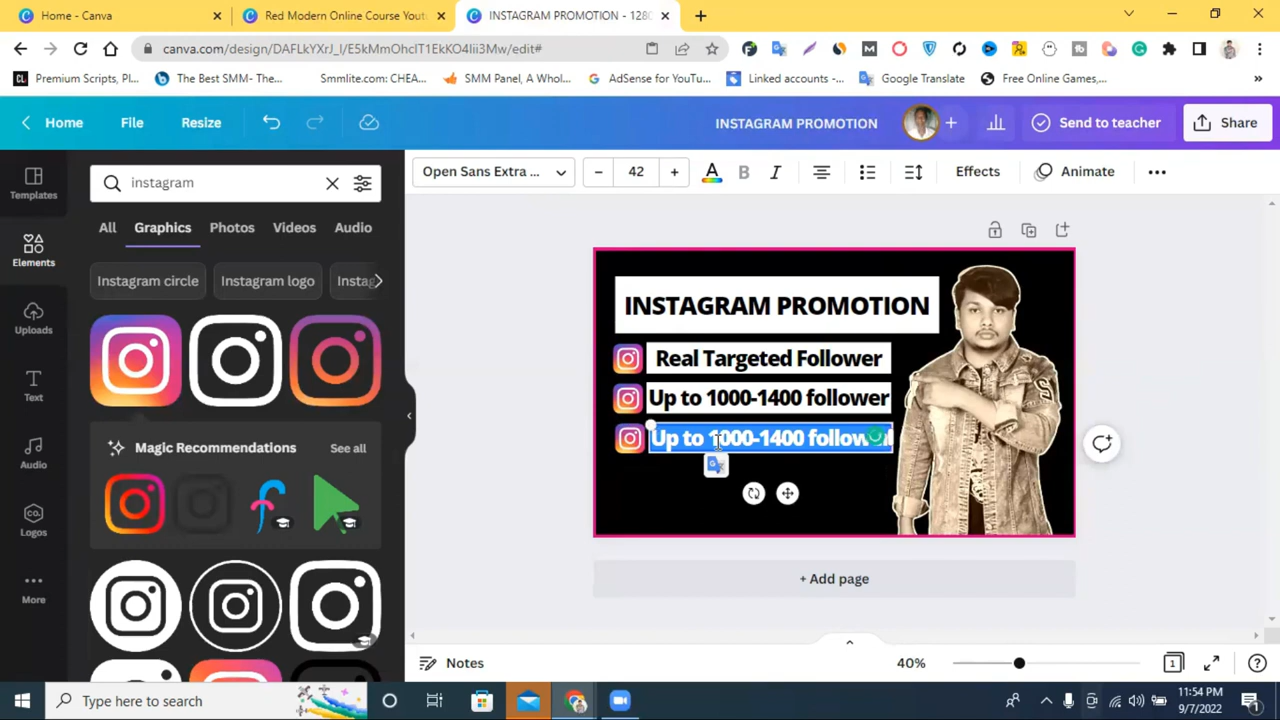 Home - Canva
Red Modern Online Course Yout
INSTAGRAM PROMOTION - 1280
canva.com/design/DAFLkYXrJ_I/E5kMmOhcIT1EkKO4Iii3Mw/edit#
Premium Scripts, Pl...
The Best SMM- The...
Smmlite.com: CHEA...
SMM Panel, A Whol...
AdSense for YouTu...
Linked accounts -...
Google Translate
Free Online Games,...
Home
File
Resize
INSTAGRAM PROMOTION
Send to teacher
Share
Templates
Elements
Uploads
Text
Audio
Logos
More
instagram
All
Graphics
Photos
Videos
Audio
Instagram circle
Instagram logo
Instag
Magic Recommendations
See all
Open Sans Extra ...
42
Effects
Animate
INSTAGRAM PROMOTION
Real Targeted Follower
Up to 1000-1400 follower
Up to 1000-1400
+ Add page
Notes
40%
1
Type here to search
11:54 PM
9/7/2022